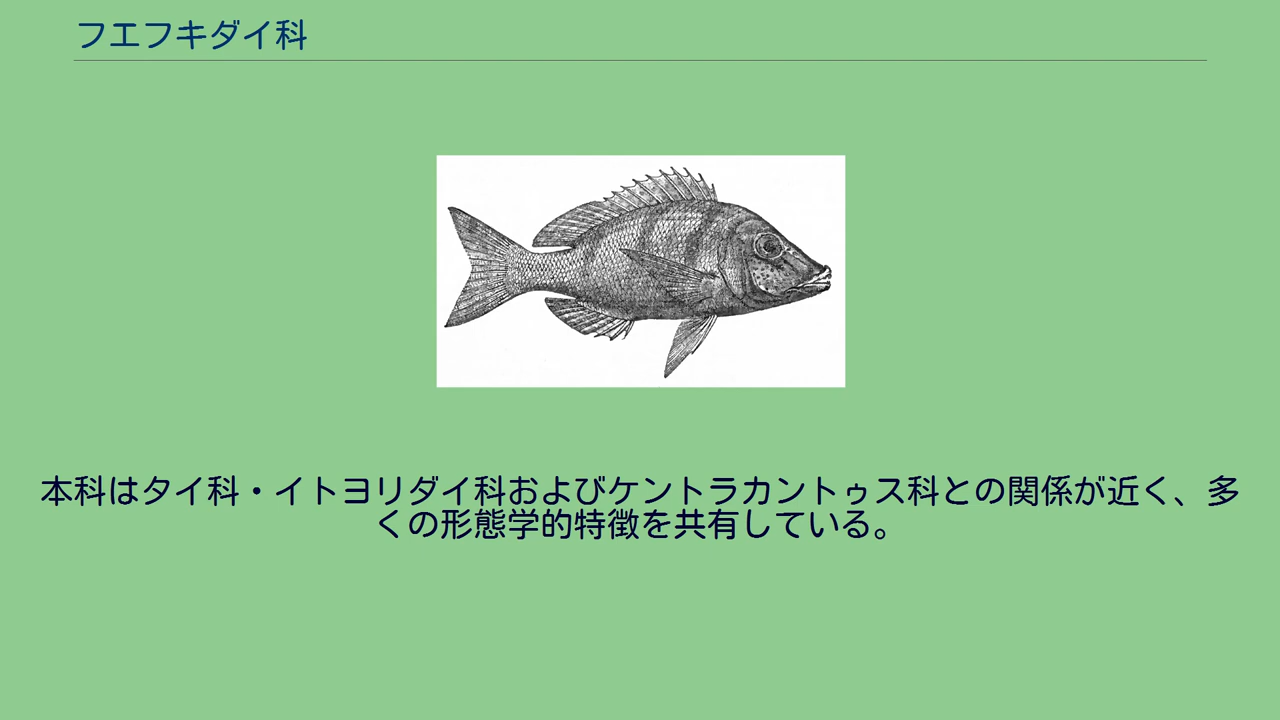 フエフキダイ科
本科はタイ科・イトヨリダイ科およびケントラカントゥス科との関係が近く、多
くの形態学的特徴を共有している。